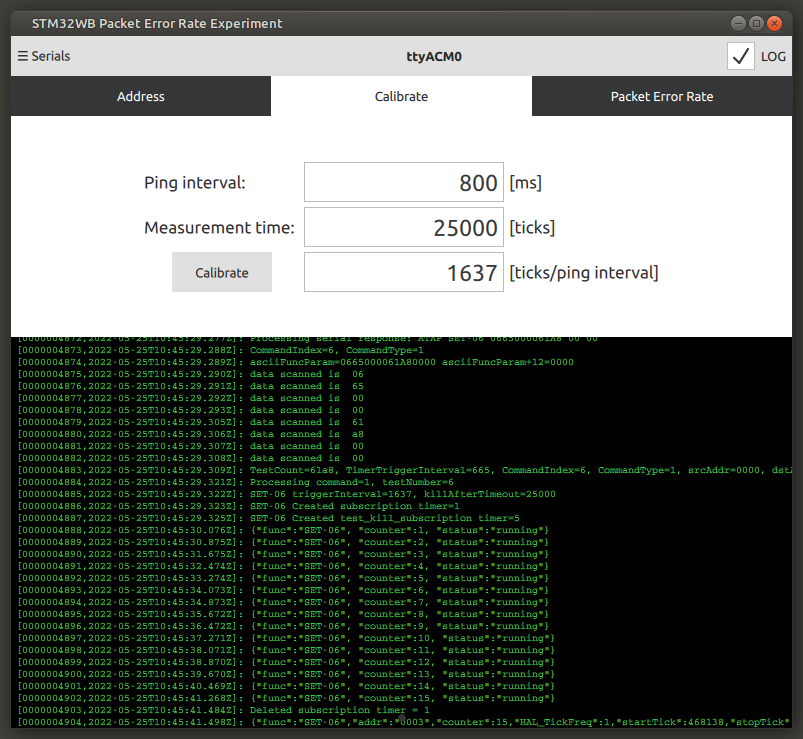 STM32WB Packet Error Rate Experiment
☰ Serials ttyACM0 LOG
Address Calibrate Packet Error Rate
Ping interval: 800 [ms]
Measurement time: 25000 [ticks]
Calibrate 1637 [ticks/ping interval]
[0000004872,2022-05-25T10:45:29.277Z]: Processing serial response: ATAP SET-06 0665000061A8 00 00
[0000004873,2022-05-25T10:45:29.288Z]: CommandIndex=6, CommandType=1
[0000004874,2022-05-25T10:45:29.289Z]: asciiFuncParam=0665000061A80000 asciiFuncParam+12=0000
[0000004875,2022-05-25T10:45:29.290Z]: data scanned is  06
[0000004876,2022-05-25T10:45:29.291Z]: data scanned is  65
[0000004877,2022-05-25T10:45:29.292Z]: data scanned is  00
[0000004878,2022-05-25T10:45:29.293Z]: data scanned is  00
[0000004879,2022-05-25T10:45:29.305Z]: data scanned is  61
[0000004880,2022-05-25T10:45:29.306Z]: data scanned is  a8
[0000004881,2022-05-25T10:45:29.307Z]: data scanned is  00
[0000004882,2022-05-25T10:45:29.308Z]: data scanned is  00
[0000004883,2022-05-25T10:45:29.309Z]: TestCount=61a8, TimerTriggerInterval=665, CommandIndex=6, CommandType=1, srcAddr=0000,
[0000004884,2022-05-25T10:45:29.321Z]: Processing command=1, testNumber=6
[0000004885,2022-05-25T10:45:29.322Z]: SET-06 triggerInterval=1637, killAfterTimeout=25000
[0000004886,2022-05-25T10:45:29.323Z]: SET-06 Created subscription timer=1
[0000004887,2022-05-25T10:45:29.325Z]: SET-06 Created test_kill_subscription timer=5
[0000004888,2022-05-25T10:45:30.076Z]: {"func":"SET-06", "counter":1, "status":"running"}
[0000004889,2022-05-25T10:45:30.875Z]: {"func":"SET-06", "counter":2, "status":"running"}
[0000004890,2022-05-25T10:45:31.675Z]: {"func":"SET-06", "counter":3, "status":"running"}
[0000004891,2022-05-25T10:45:32.474Z]: {"func":"SET-06", "counter":4, "status":"running"}
[0000004892,2022-05-25T10:45:33.274Z]: {"func":"SET-06", "counter":5, "status":"running"}
[0000004893,2022-05-25T10:45:34.073Z]: {"func":"SET-06", "counter":6, "status":"running"}
[0000004894,2022-05-25T10:45:34.873Z]: {"func":"SET-06", "counter":7, "status":"running"}
[0000004895,2022-05-25T10:45:35.672Z]: {"func":"SET-06", "counter":8, "status":"running"}
[0000004896,2022-05-25T10:45:36.472Z]: {"func":"SET-06", "counter":9, "status":"running"}
[0000004897,2022-05-25T10:45:37.271Z]: {"func":"SET-06", "counter":10, "status":"running"}
[0000004898,2022-05-25T10:45:38.071Z]: {"func":"SET-06", "counter":11, "status":"running"}
[0000004899,2022-05-25T10:45:38.870Z]: {"func":"SET-06", "counter":12, "status":"running"}
[0000004900,2022-05-25T10:45:39.670Z]: {"func":"SET-06", "counter":13, "status":"running"}
[0000004901,2022-05-25T10:45:40.469Z]: {"func":"SET-06", "counter":14, "status":"running"}
[0000004902,2022-05-25T10:45:41.268Z]: {"func":"SET-06", "counter":15, "status":"running"}
[0000004903,2022-05-25T10:45:41.484Z]: Deleted subscription timer = 1
[0000004904,2022-05-25T10:45:41.498Z]: {"func":"SET-06","addr":"0003","counter":15,"HAL_TickFreq":1,"startTick":468138,"stopTick"